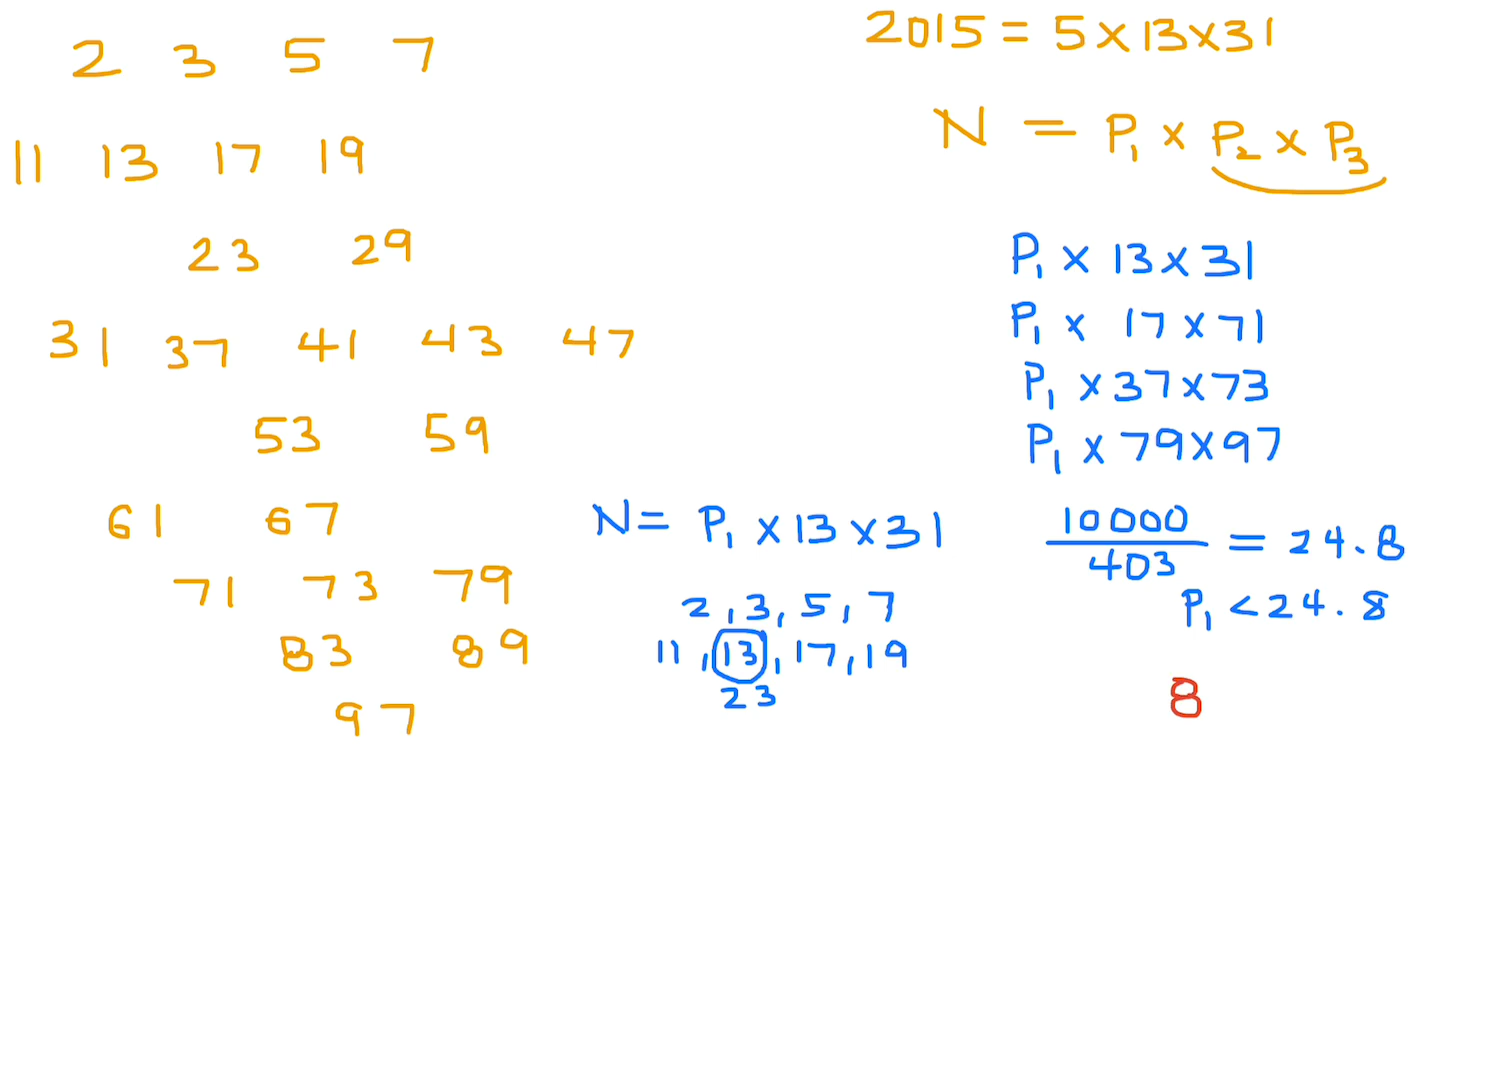 2 3 5 7
11 13 17 19
23 29
31 37 41 43 47
53 59
61 67
71 73 79
83 89
97
2015 = 5 × 13 × 31
N = P₁ × P₂ × P₃
P₁ × 13 × 31
P₁ × 17 × 71
P₁ × 37 × 73
P₁ × 79 × 97
N = P₁ × 13 × 31
2, 3, 5, 7
11, 13, 17, 19
23
10000
403
= 24.8
P₁ < 24.8
8